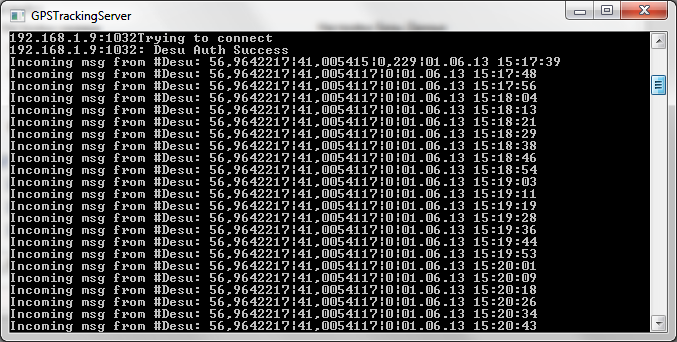 GPSTrackingServer
192.168.1.9:1032Trying to connect
192.168.1.9:1032: Desu Auth Success
Incoming msg from #Desu: 56,9642217¦41,005415¦0,229¦01.06.13 15:17:39
Incoming msg from #Desu: 56,9642217¦41,0054117¦0¦01.06.13 15:17:48
Incoming msg from #Desu: 56,9642217¦41,0054117¦0¦01.06.13 15:17:56
Incoming msg from #Desu: 56,9642217¦41,0054117¦0¦01.06.13 15:18:04
Incoming msg from #Desu: 56,9642217¦41,0054117¦0¦01.06.13 15:18:13
Incoming msg from #Desu: 56,9642217¦41,0054117¦0¦01.06.13 15:18:21
Incoming msg from #Desu: 56,9642217¦41,0054117¦0¦01.06.13 15:18:29
Incoming msg from #Desu: 56,9642217¦41,0054117¦0¦01.06.13 15:18:38
Incoming msg from #Desu: 56,9642217¦41,0054117¦0¦01.06.13 15:18:46
Incoming msg from #Desu: 56,9642217¦41,0054117¦0¦01.06.13 15:18:54
Incoming msg from #Desu: 56,9642217¦41,0054117¦0¦01.06.13 15:19:03
Incoming msg from #Desu: 56,9642217¦41,0054117¦0¦01.06.13 15:19:11
Incoming msg from #Desu: 56,9642217¦41,0054117¦0¦01.06.13 15:19:19
Incoming msg from #Desu: 56,9642217¦41,0054117¦0¦01.06.13 15:19:28
Incoming msg from #Desu: 56,9642217¦41,0054117¦0¦01.06.13 15:19:36
Incoming msg from #Desu: 56,9642217¦41,0054117¦0¦01.06.13 15:19:44
Incoming msg from #Desu: 56,9642217¦41,0054117¦0¦01.06.13 15:19:53
Incoming msg from #Desu: 56,9642217¦41,0054117¦0¦01.06.13 15:20:01
Incoming msg from #Desu: 56,9642217¦41,0054117¦0¦01.06.13 15:20:09
Incoming msg from #Desu: 56,9642217¦41,0054117¦0¦01.06.13 15:20:18
Incoming msg from #Desu: 56,9642217¦41,0054117¦0¦01.06.13 15:20:26
Incoming msg from #Desu: 56,9642217¦41,0054117¦0¦01.06.13 15:20:34
Incoming msg from #Desu: 56,9642217¦41,0054117¦0¦01.06.13 15:20:43